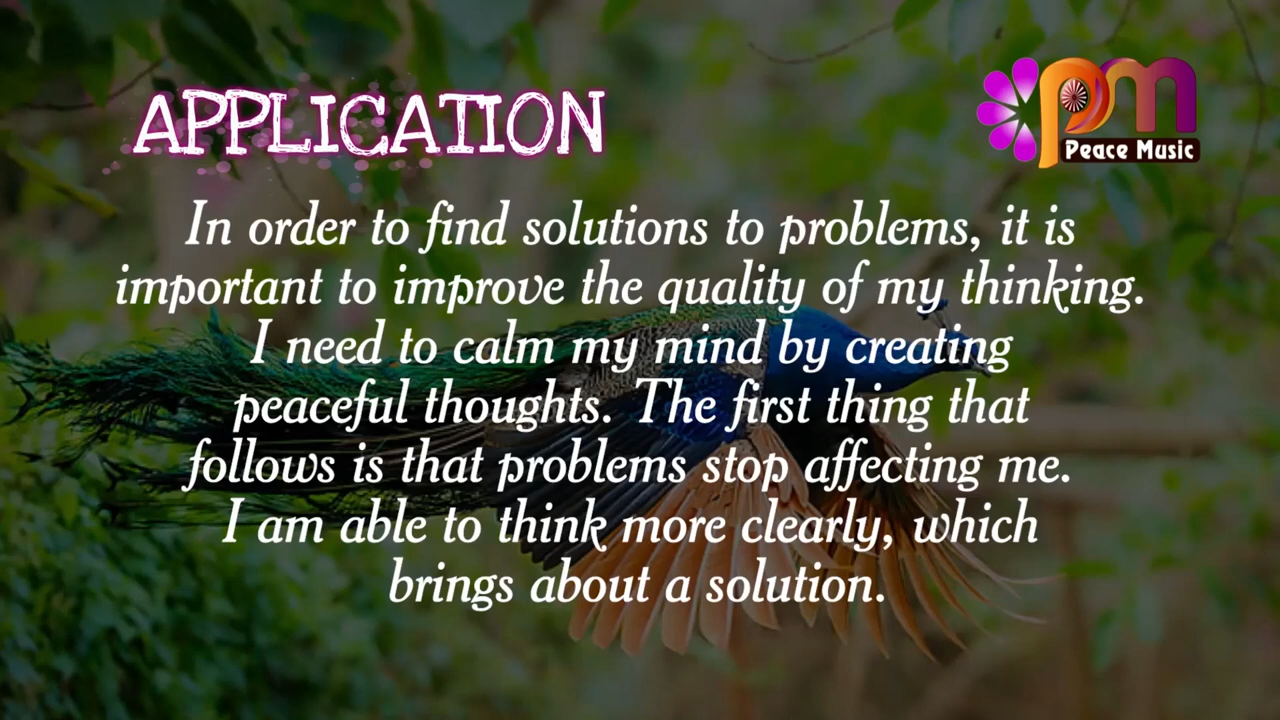 APPLICATION
pm
Peace Music
In order to find solutions to problems, it is
important to improve the quality of my thinking.
I need to calm my mind by creating
peaceful thoughts. The first thing that
follows is that problems stop affecting me.
I am able to think more clearly, which
brings about a solution.